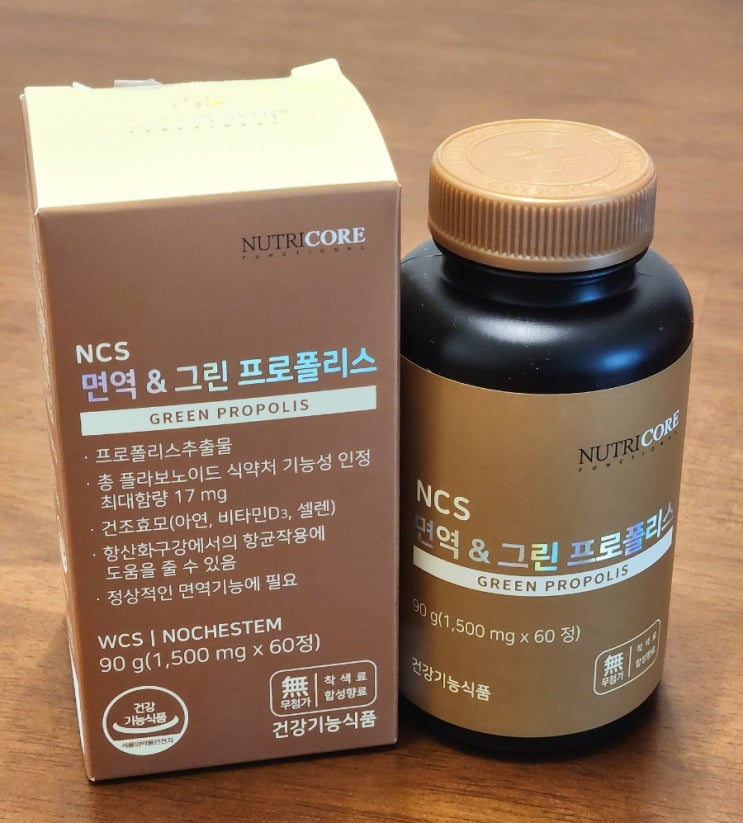 NUTRICORE
FUNCTIONAL
NCS
면역 & 그린 프로폴리스
GREEN PROPOLIS
· 프로폴리스추출물
· 총 플라보노이드 식약처 기능성 인정
최대함량 17 mg
· 건조효모(아연, 비타민D₃, 셀렌)
· 항산화구강에서의 항균작용에
도움을 줄 수 있음
· 정상적인 면역기능에 필요
WCS | NOCHESTEM
90 g(1,500 mg x 60정)
건강
기능식품
식품의약품안전처
無
무첨가
착색료
합성향료
건강기능식품
NUTRICORE
FUNCTIONAL
NCS
면역 & 그린 프로폴리스
GREEN PROPOLIS
90 g(1,500 mg x 60 정)
건강기능식품
無
무첨가
착색료
합성향료